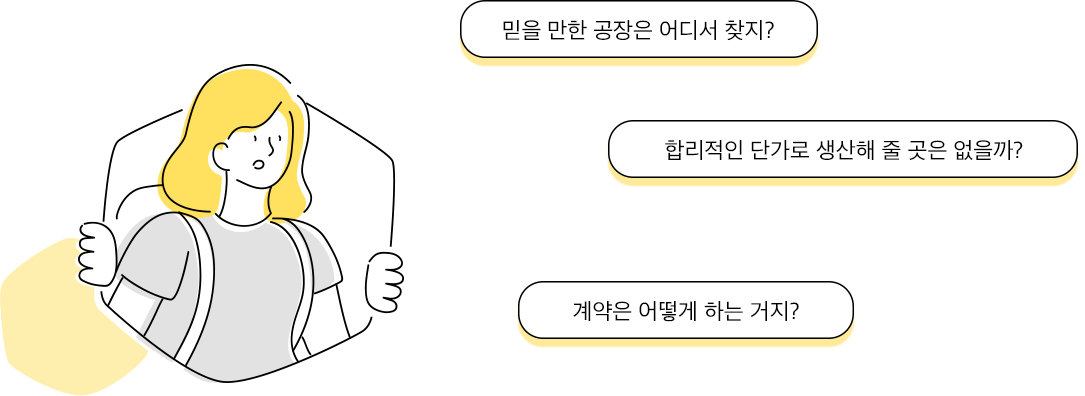 믿을 만한 공장은 어디서 찾지?
합리적인 단가로 생산해 줄 곳은 없을까?
계약은 어떻게 하는 거지?